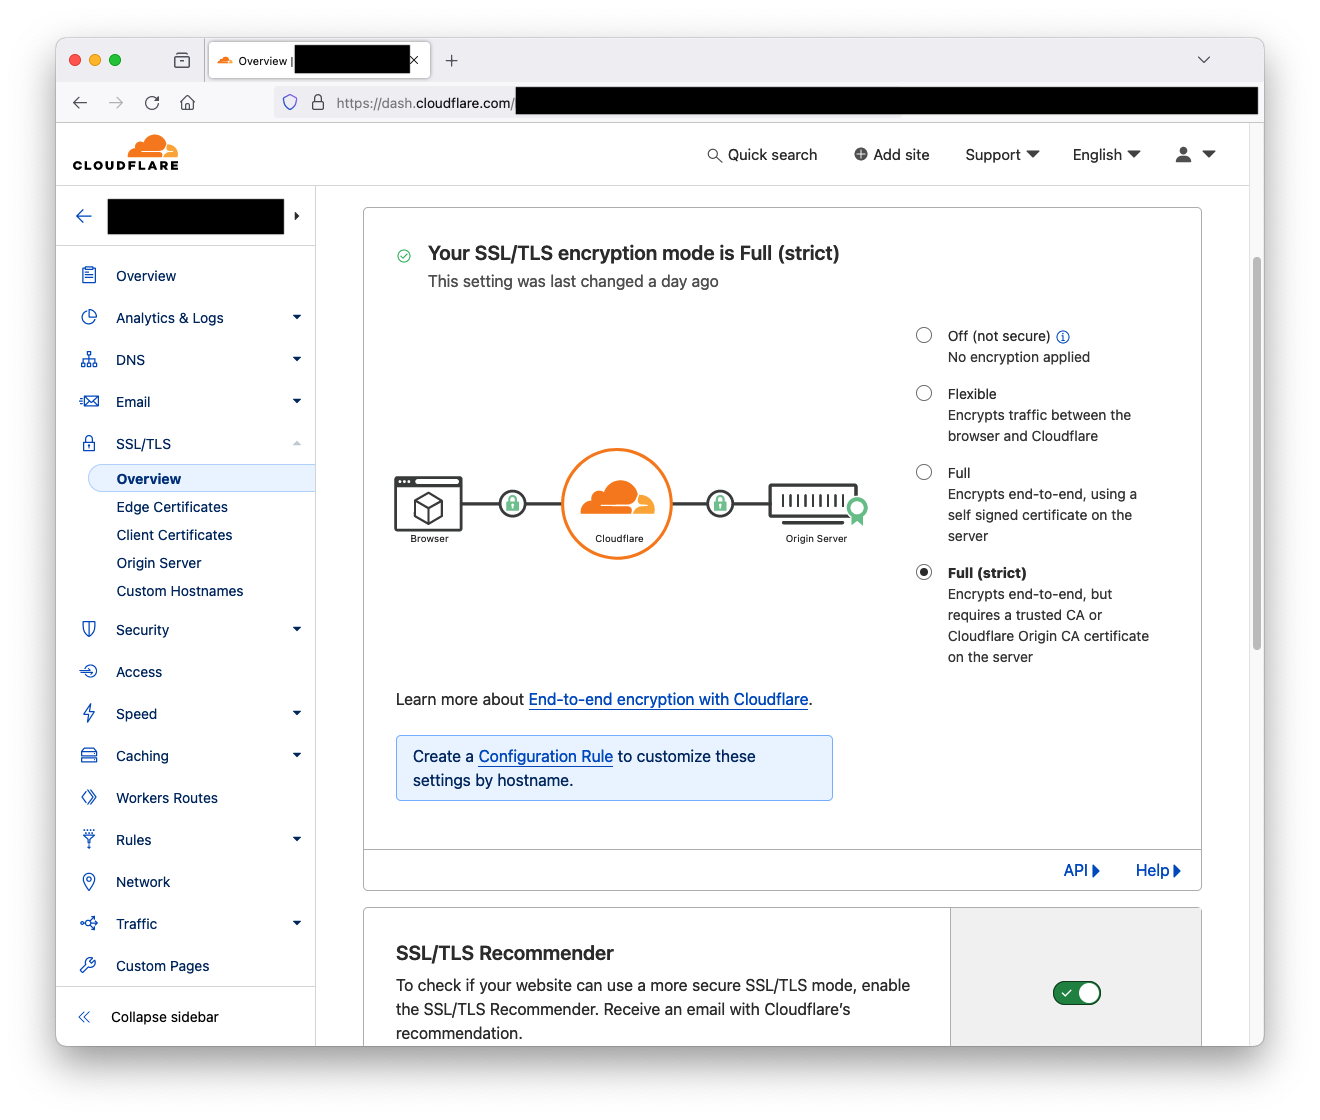 Overview |
https://dash.cloudflare.com/
CLOUDFLARE
Quick search
Add site
Support
English
Overview
Analytics & Logs
DNS
Email
SSL/TLS
Overview
Edge Certificates
Client Certificates
Origin Server
Custom Hostnames
Security
Access
Speed
Caching
Workers Routes
Rules
Network
Traffic
Custom Pages
Collapse sidebar
Your SSL/TLS encryption mode is Full (strict)
This setting was last changed a day ago
Browser
Cloudflare
Origin Server
Off (not secure)
No encryption applied
Flexible
Encrypts traffic between the
browser and Cloudflare
Full
Encrypts end-to-end, using a
self signed certificate on the
server
Full (strict)
Encrypts end-to-end, but
requires a trusted CA or
Cloudflare Origin CA certificate
on the server
Learn more about End-to-end encryption with Cloudflare.
Create a Configuration Rule to customize these
settings by hostname.
API
Help
SSL/TLS Recommender
To check if your website can use a more secure SSL/TLS mode, enable
the SSL/TLS Recommender. Receive an email with Cloudflare's
recommendation.